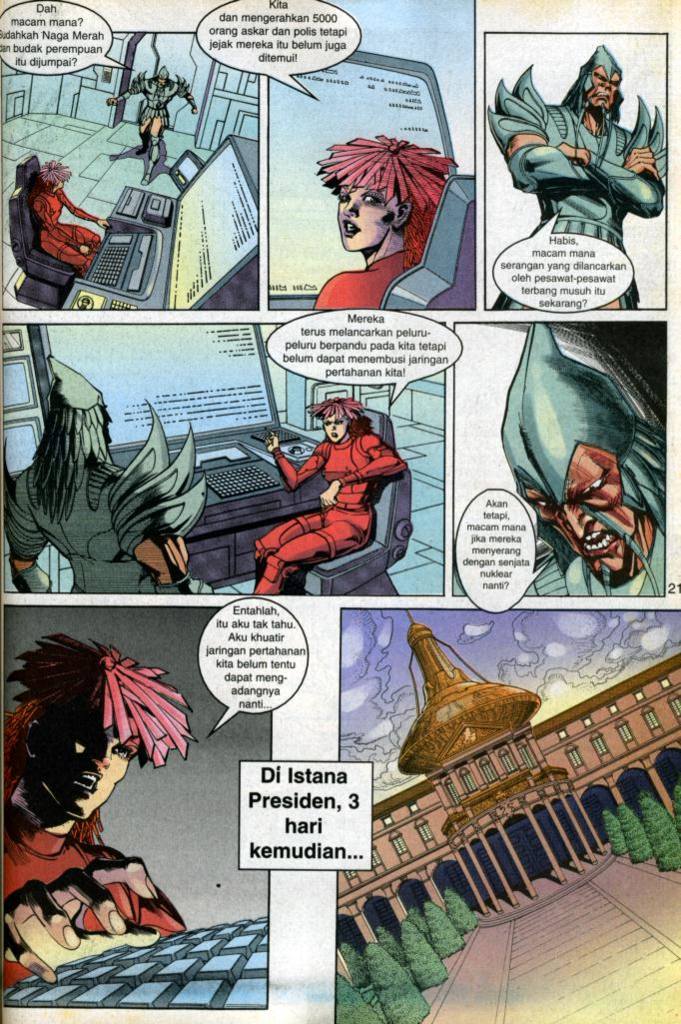 Dah
macam mana?
Sudahkah Naga Merah
dan budak perempuan
itu dijumpai?
Kita
dan mengerahkan 5000
orang askar dan polis tetapi
jejak mereka itu belum juga
ditemui!
Habis,
macam mana
serangan yang dilancarkan
oleh pesawat-pesawat
terbang musuh itu
sekarang?
Mereka
terus melancarkan peluru-
peluru berpandu pada kita tetapi
belum dapat menembusi jaringan
pertahanan kita!
Akan
tetapi,
macam mana
jika mereka
menyerang
dengan senjata
nuklear
nanti?
21
Entahlah,
itu aku tak tahu.
Aku khuatir
jaringan pertahanan
kita belum tentu
dapat meng-
adangnya
nanti...
Di Istana
Presiden, 3
hari
kemudian...